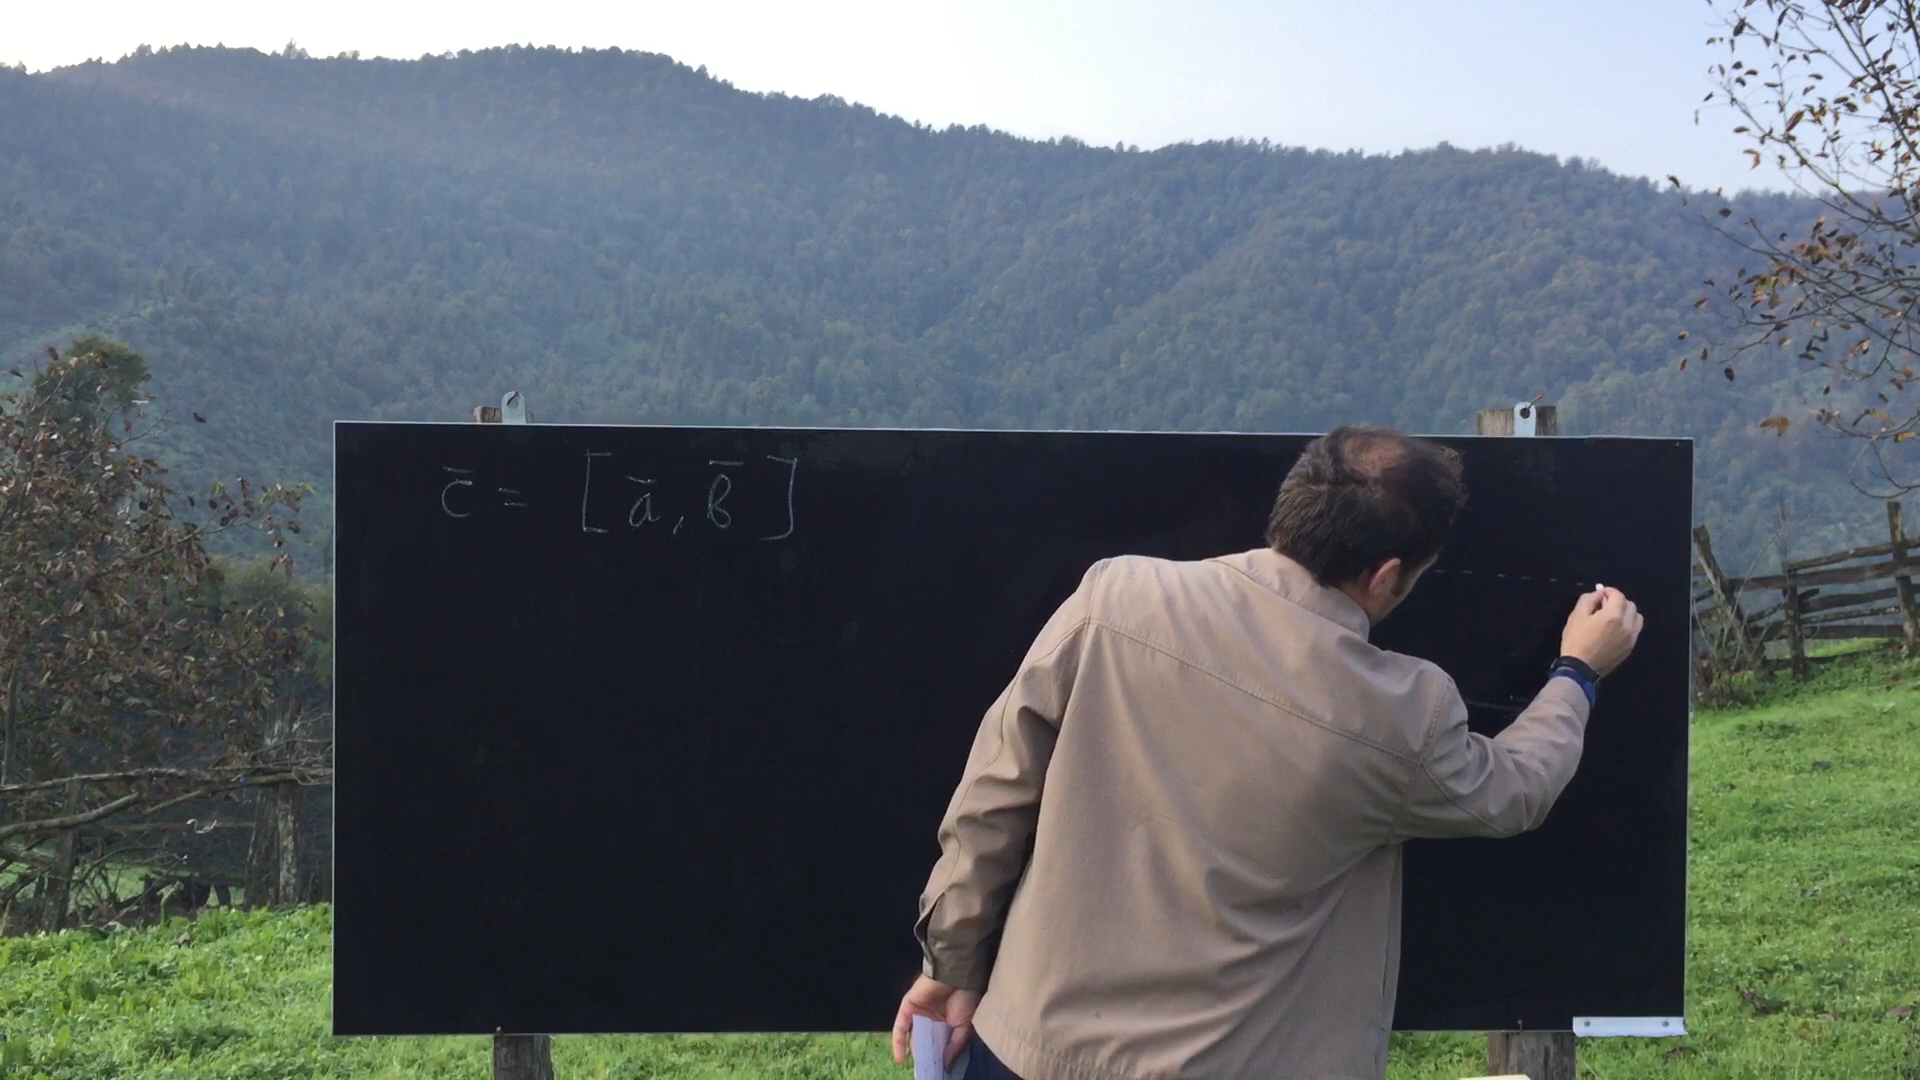 c̄ = [ā, b̄]